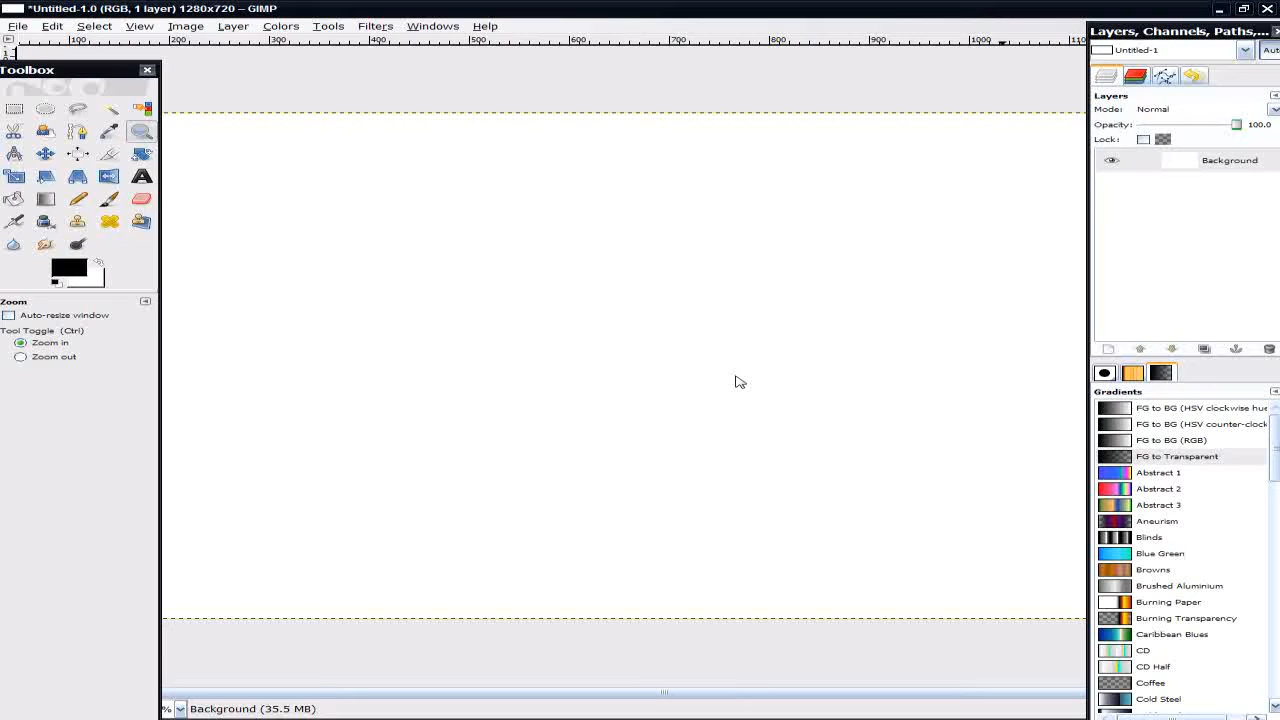 *Untitled-1.0 (RGB, 1 layer) 1280x720 – GIMP
File Edit Select View Image Layer Colors Tools Filters Windows Help
100 200 300 400 500 600 700 800 900 1000 110
Toolbox
Zoom
Auto-resize window
Tool Toggle (Ctrl)
Zoom in
Zoom out
% Background (35.5 MB)
Layers, Channels, Paths,...
Untitled-1
Auto
Layers
Mode: Normal
Opacity: 100.0
Lock:
Background
Gradients
FG to BG (HSV clockwise hue
FG to BG (HSV counter-clock
FG to BG (RGB)
FG to Transparent
Abstract 1
Abstract 2
Abstract 3
Aneurism
Blinds
Blue Green
Browns
Brushed Aluminium
Burning Paper
Burning Transparency
Caribbean Blues
CD
CD Half
Coffee
Cold Steel